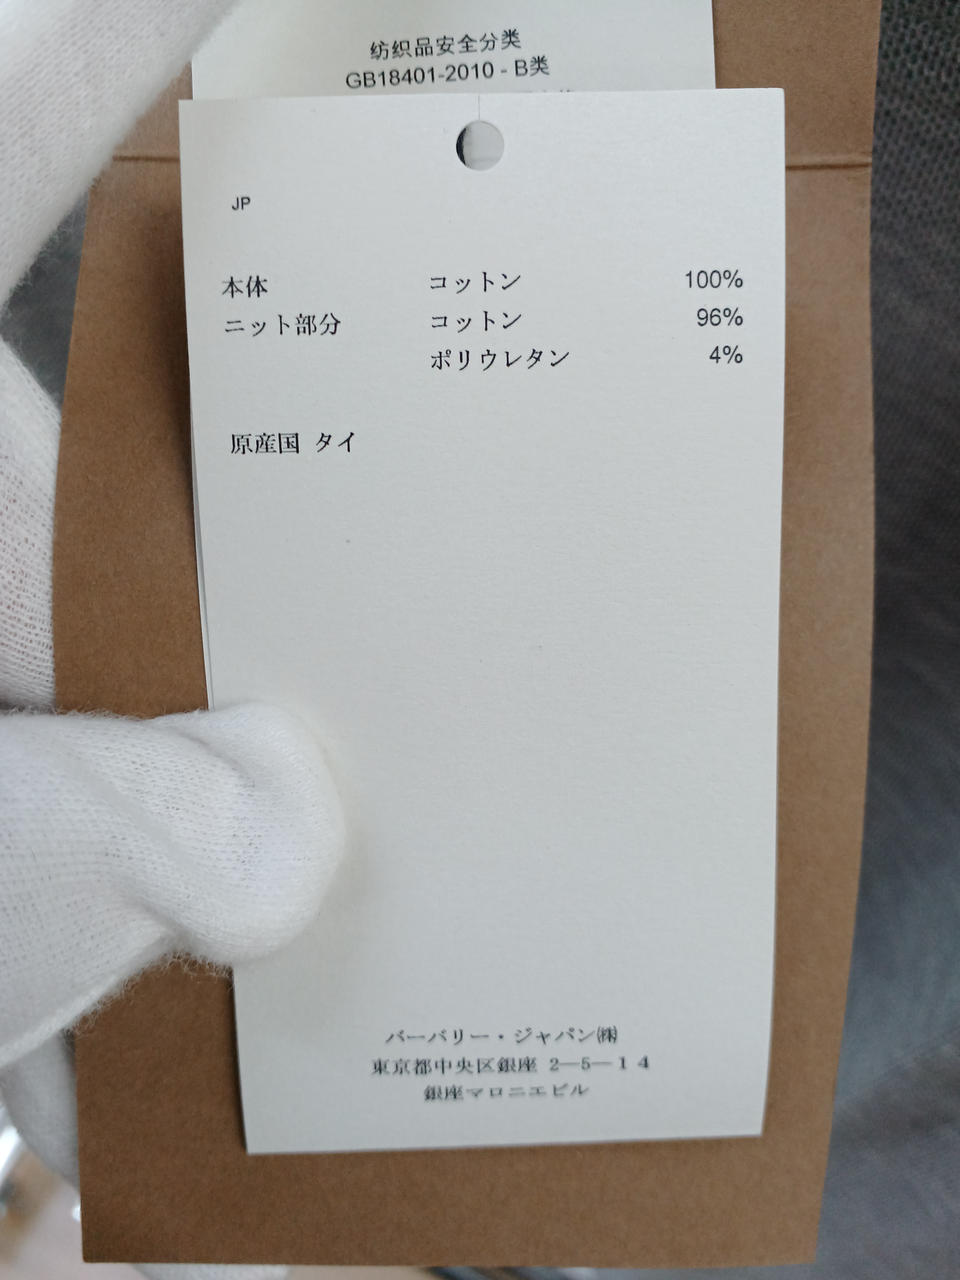 纺织品安全分类
GB18401-2010 - B类
JP
本体 コットン 100%
ニット部分 コットン 96%
ポリウレタン 4%
原産国 タイ
バーバリー・ジャパン㈱
東京都中央区銀座 2—5—14
銀座マロニエビル